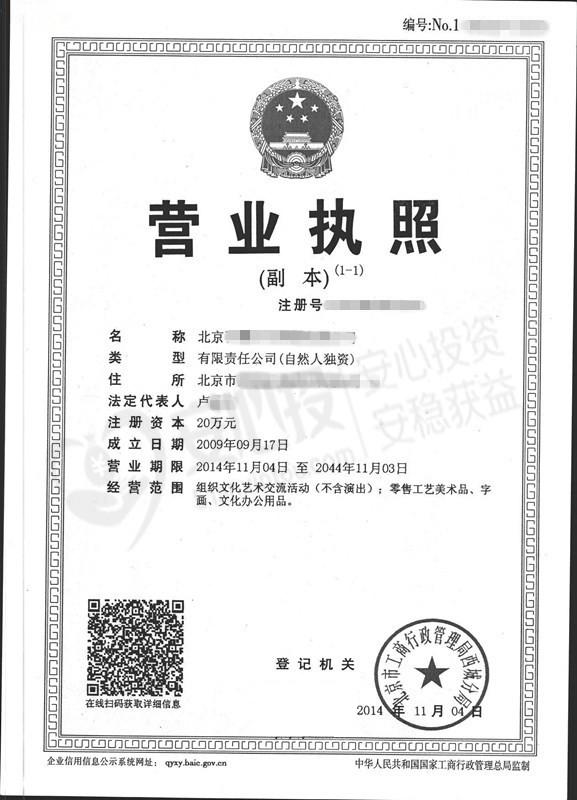 编号:No.1
营业执照
(副 本)(1-1)
注册号
名 称 北京
类 型 有限责任公司(自然人独资)
住 所 北京市
法定代表人 卢
注册资本 20万元
成立日期 2009年09月17日
营业期限 2014年11月04日 至 2044年11月03日
经营范围 组织文化艺术交流活动（不含演出）；零售工艺美术品、字
画、文化办公用品。
安心投资
安稳获益
安心投
在线扫码获取详细信息
登记机关
北京市工商行政管理局西城分局
2014 年 11 月 04 日
企业信用信息公示系统网址： qyxy.baic.gov.cn
中华人民共和国国家工商行政管理总局监制